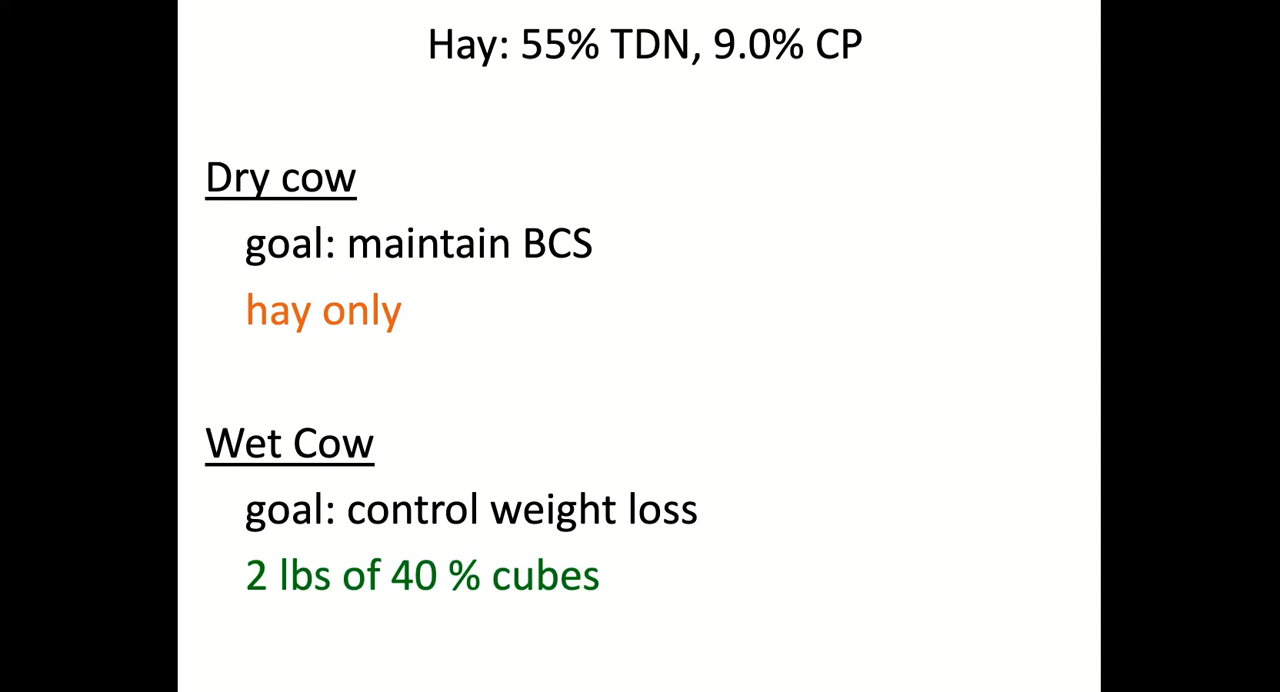 Hay: 55% TDN, 9.0% CP
Dry cow
goal: maintain BCS
hay only
Wet Cow
goal: control weight loss
2 lbs of 40 % cubes